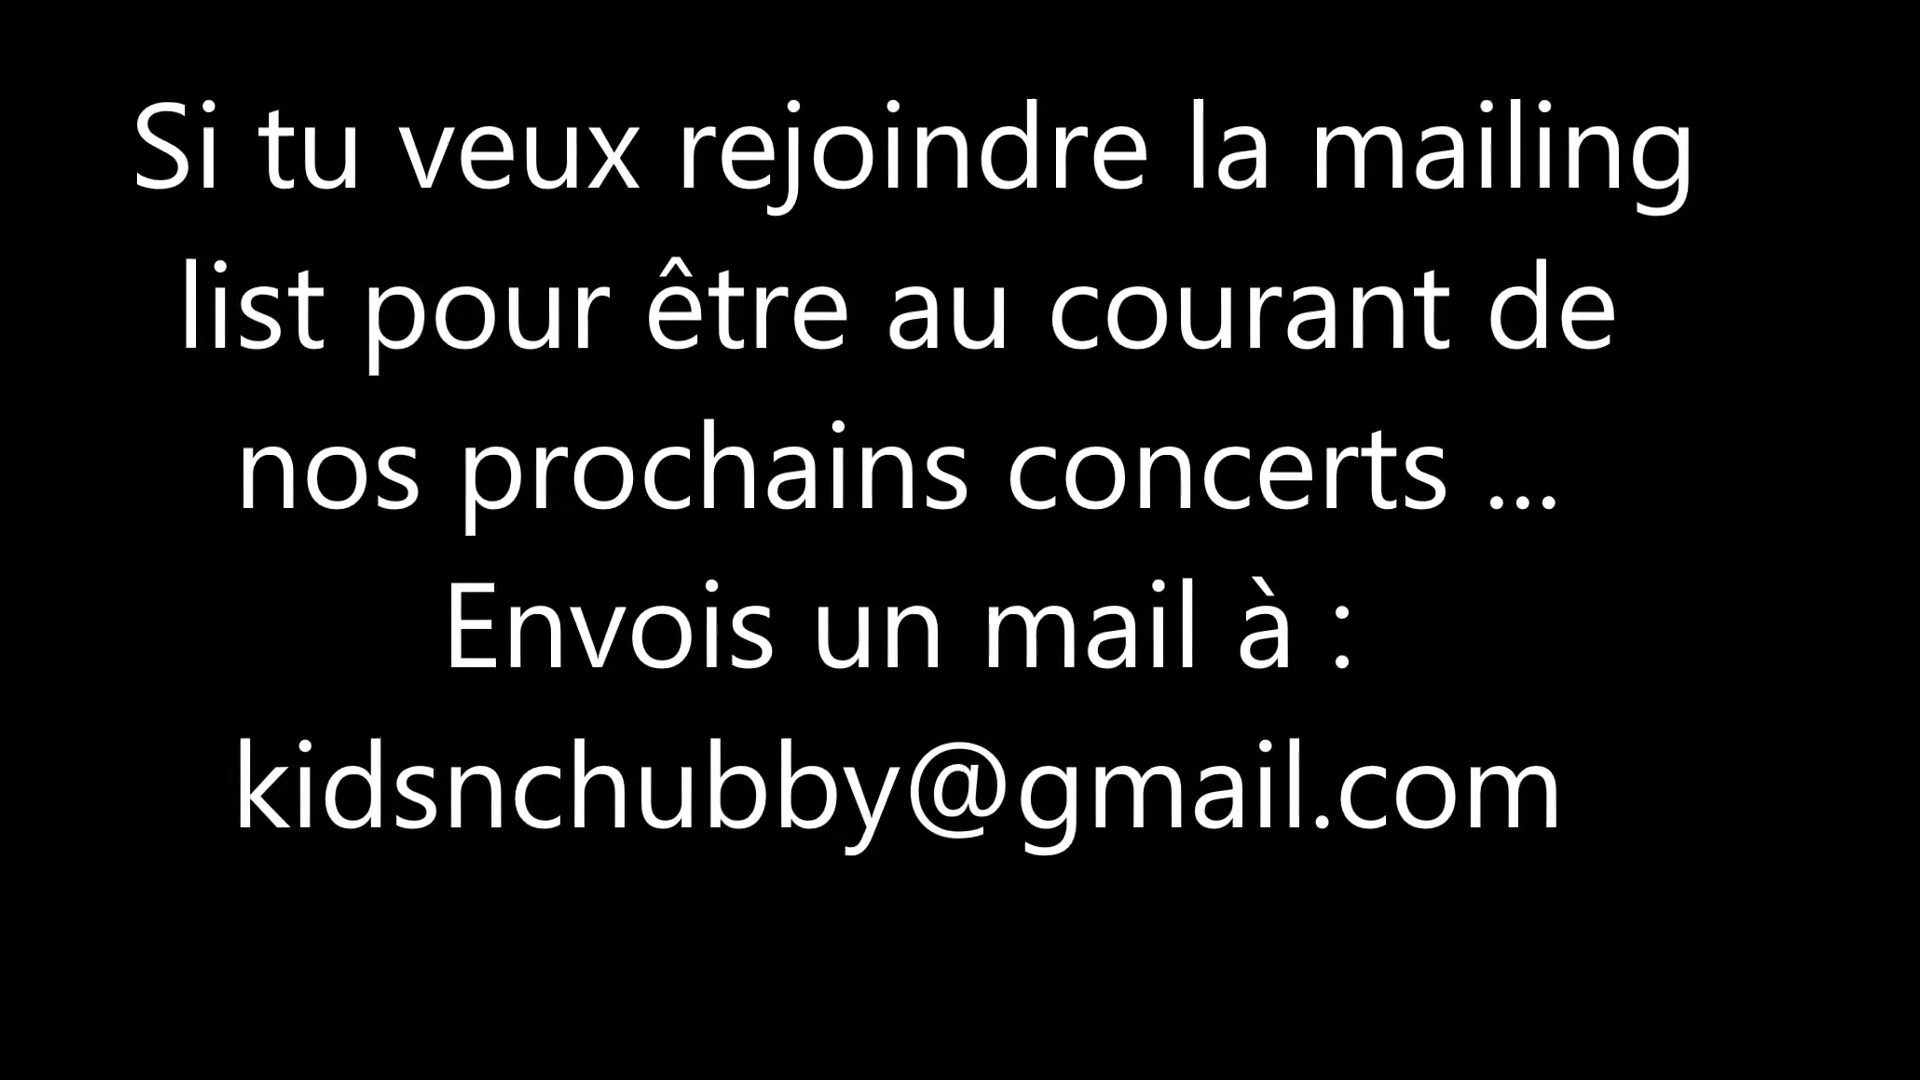 Si tu veux rejoindre la mailing
list pour être au courant de
nos prochains concerts ...
Envois un mail à :
kidsnchubby@gmail.com